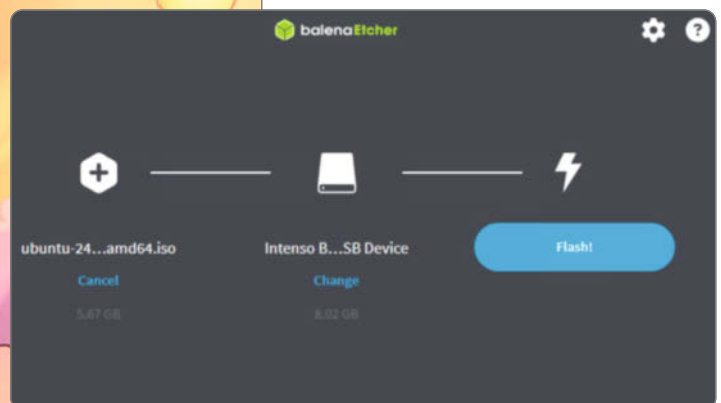 balenaEtcher
ubuntu-24...amd64.iso
Intenso B...SB Device
Flash!
Cancel
Change
5.67 GB
8.02 GB